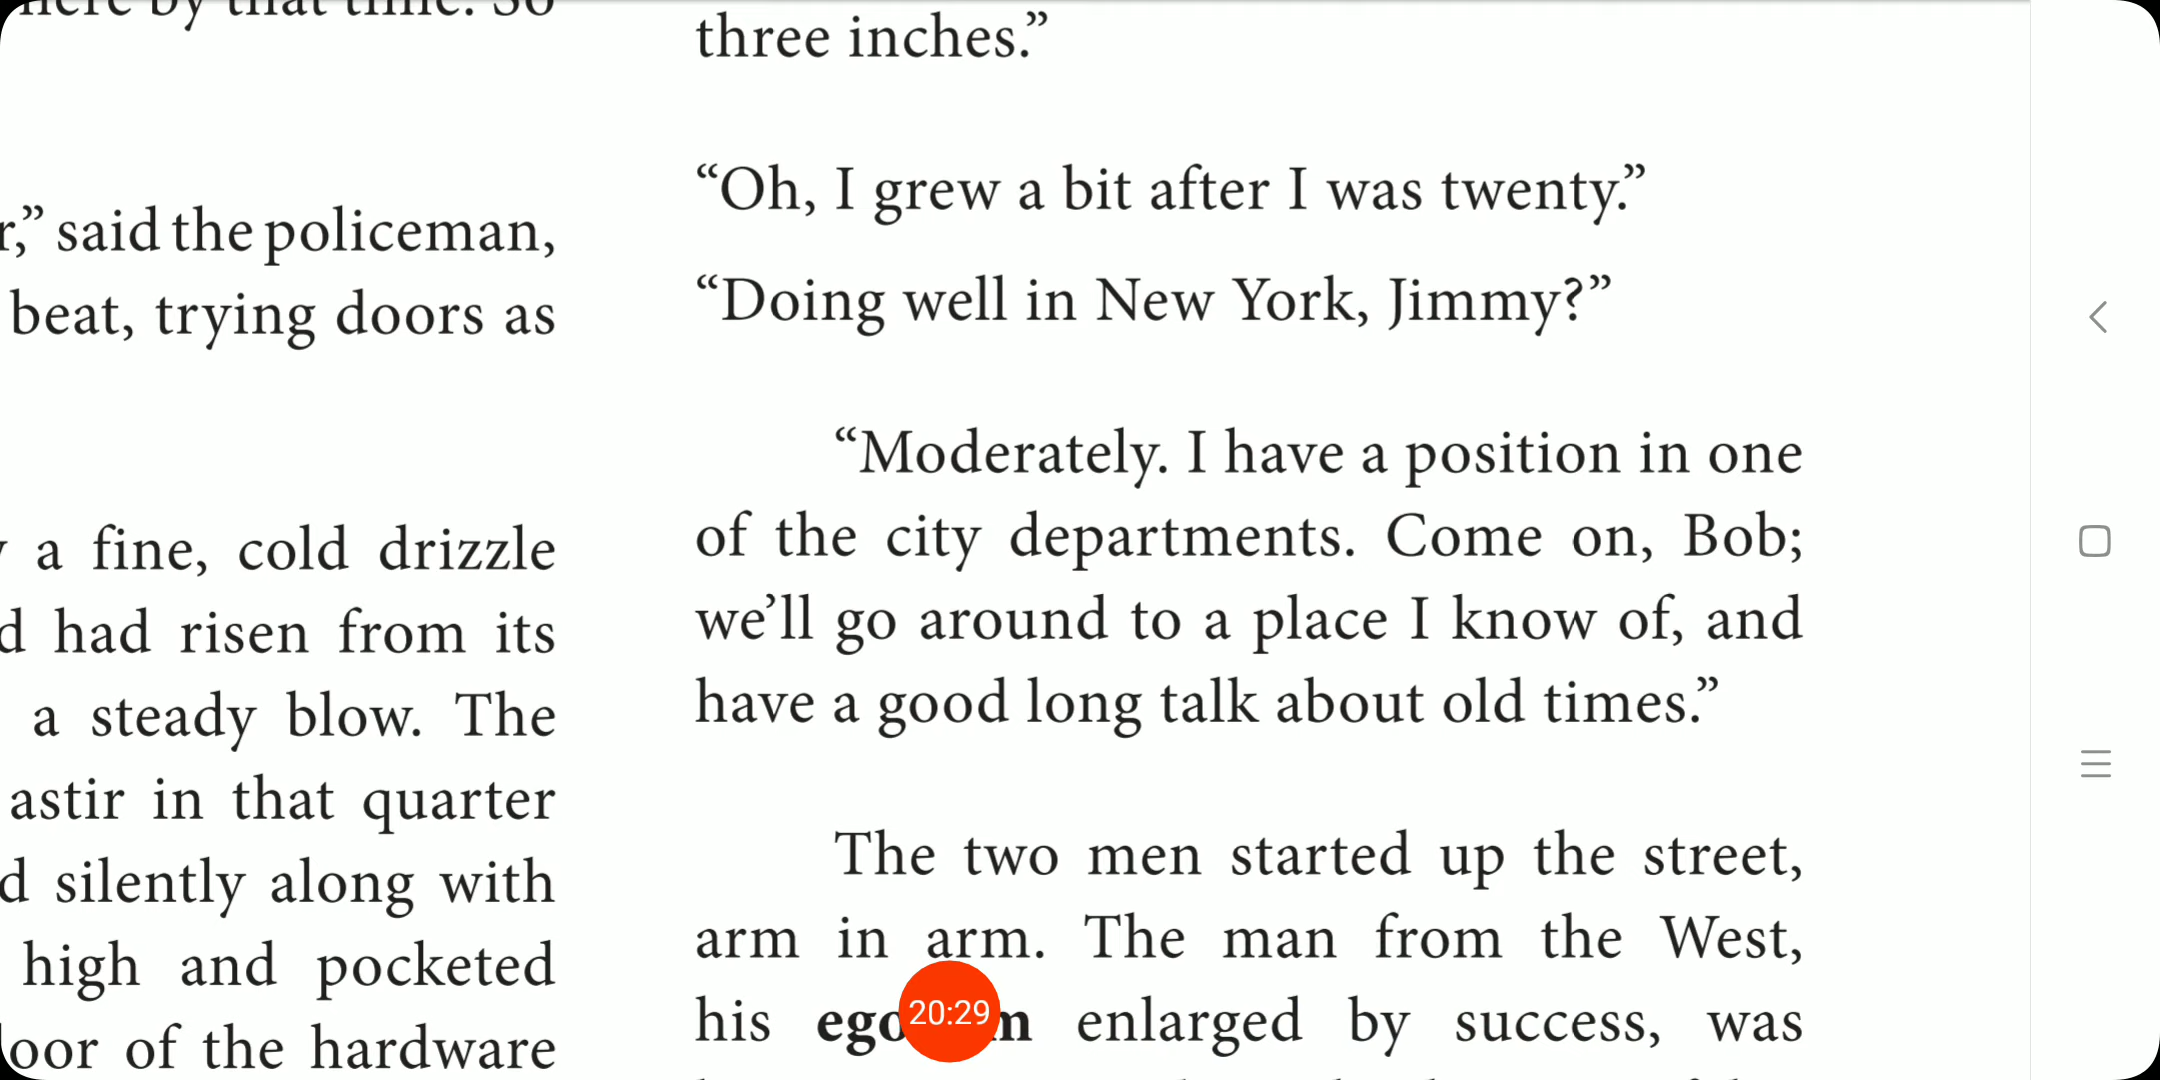 said the policeman,
beat, trying doors as
a fine, cold drizzle
had risen from its
a steady blow. The
astir in that quarter
silently along with
high and pocketed
of the hardware
three inches.”
“Oh, I grew a bit after I was twenty.”
“Doing well in New York, Jimmy?”
“Moderately. I have a position in one
of the city departments. Come on, Bob;
we’ll go around to a place I know of, and
have a good long talk about old times.”
The two men started up the street,
arm in arm. The man from the West,
his enlarged by success, was
20:29